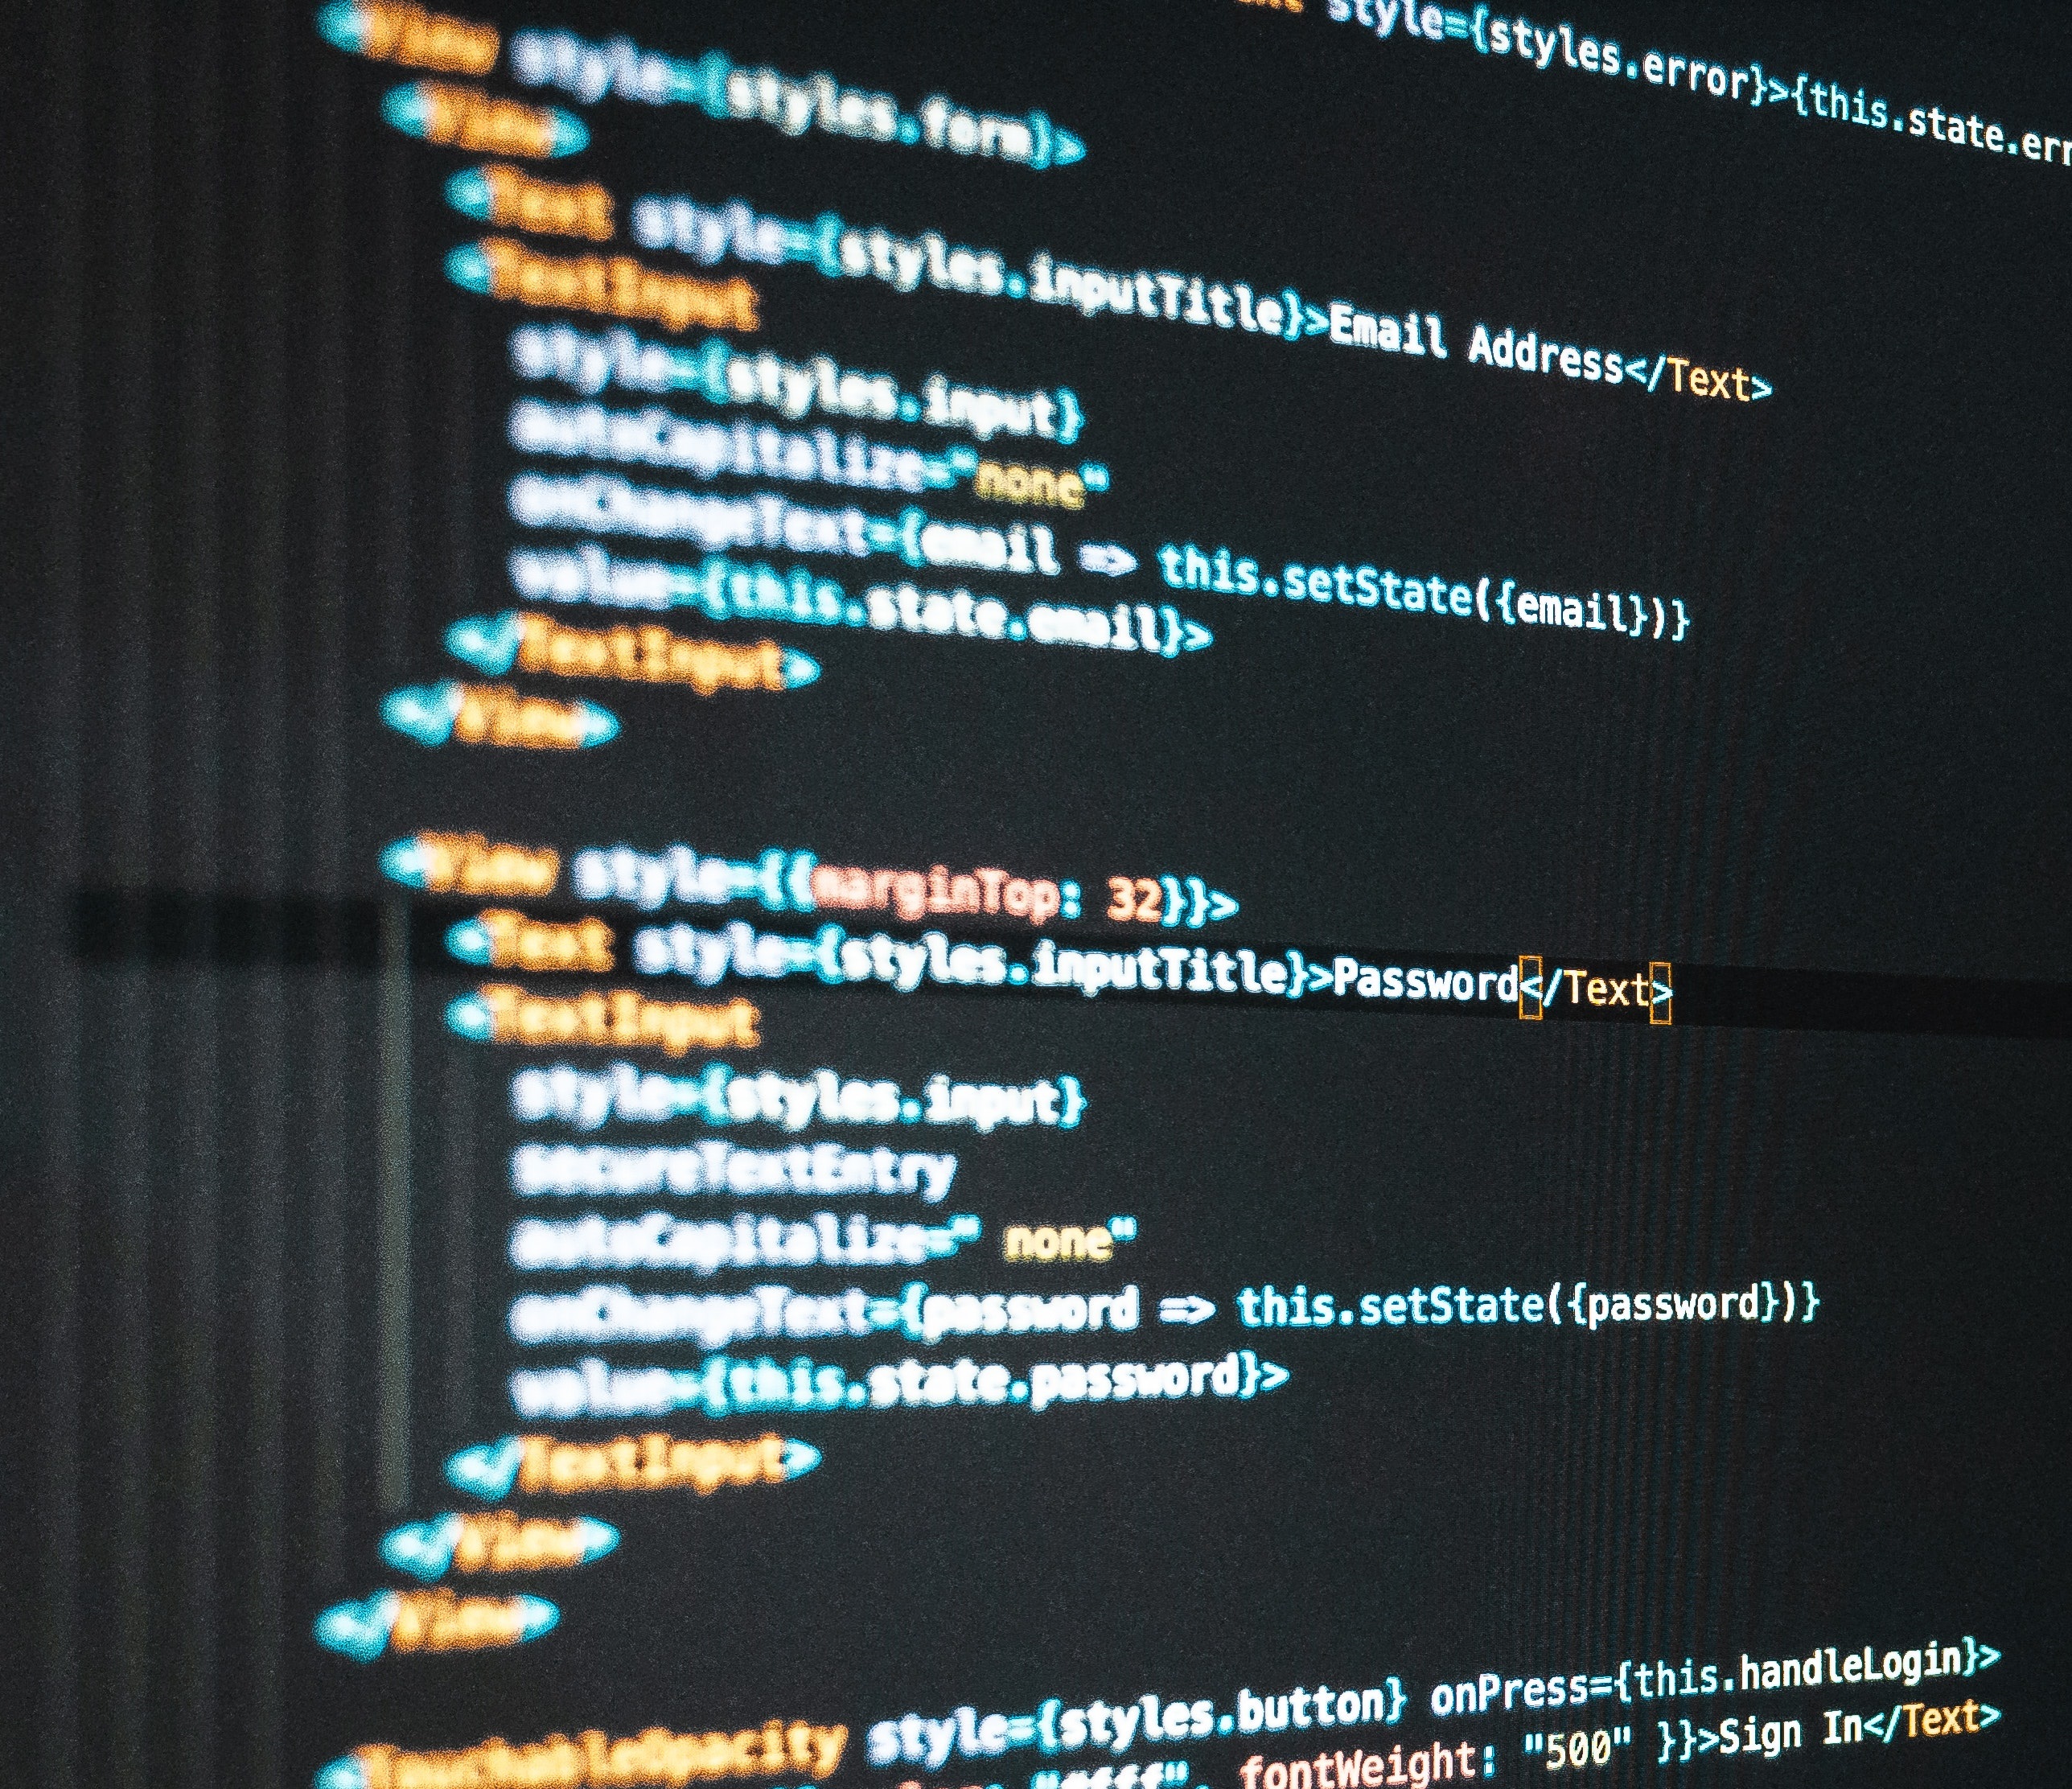 style={styles.error}>{this.state.err
<View style={styles.form}>
<View>
<Text style={styles.inputTitle}>Email Address</Text>
<TextInput
style={styles.input}
autoCapitalize="none"
onChangeText={email => this.setState({email})}
value={this.state.email}>
</TextInput>
</View>
<View style={{marginTop: 32}}>
<Text style={styles.inputTitle}>Password</Text>
<TextInput
style={styles.input}
secureTextEntry
autoCapitalize=" none"
onChangeText={password => this.setState({password})}
value={this.state.password}>
</TextInput>
</View>
</View>
<TouchableOpacity style={styles.button} onPress={this.handleLogin}>
fontWeight: "500" }}>Sign In</Text>